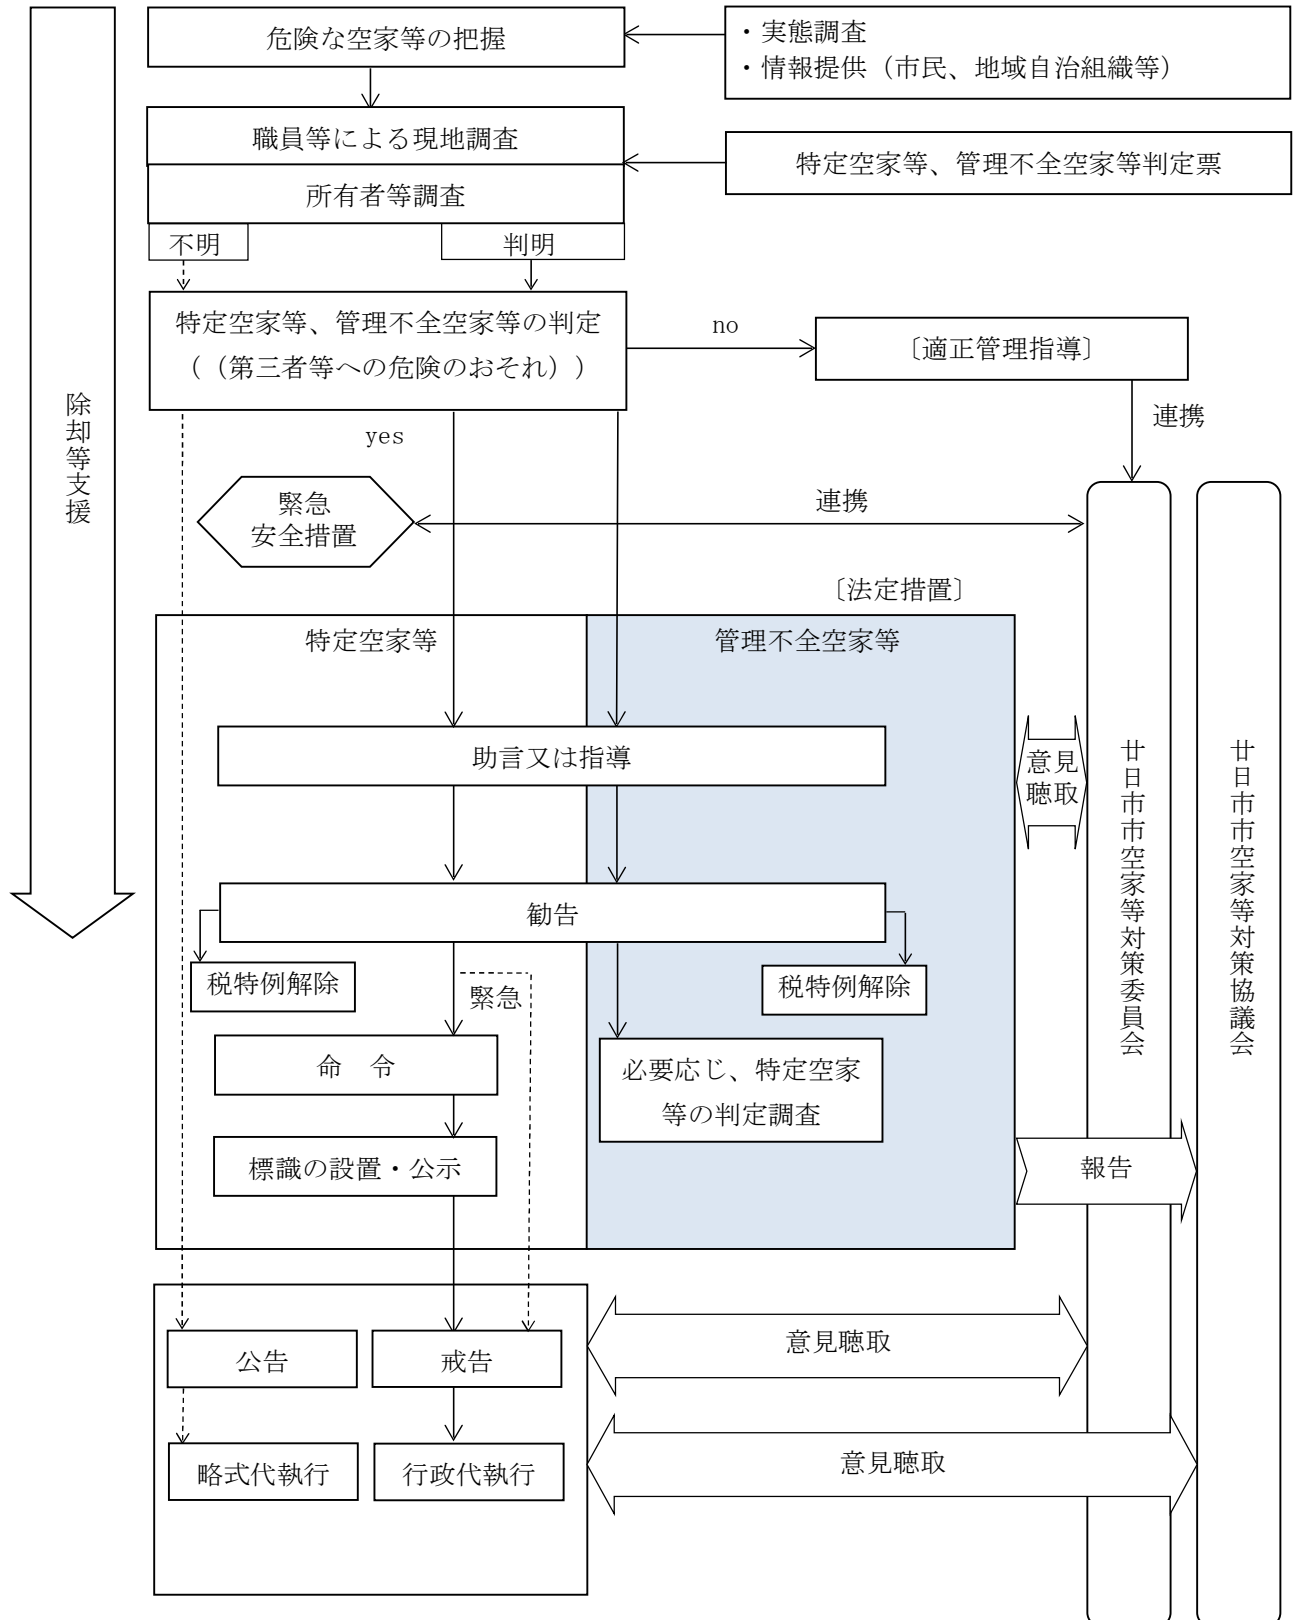 危険な空家等の把握
・実態調査
・情報提供（市民、地域自治組織等）
職員等による現地調査
特定空家等、管理不全空家等判定票
所有者等調査
不明
判明
特定空家等、管理不全空家等の判定
（（第三者等への危険のおそれ））
no
〔適正管理指導〕
連携
yes
除却等支援
緊急
安全措置
連携
〔法定措置〕
特定空家等
管理不全空家等
助言又は指導
意見
聴取
廿日市市空家等対策委員会
廿日市市空家等対策協議会
勧告
税特例解除
緊急
税特例解除
命　令
必要応じ、特定空家
等の判定調査
標識の設置・公示
報告
公告
戒告
意見聴取
略式代執行
行政代執行
意見聴取